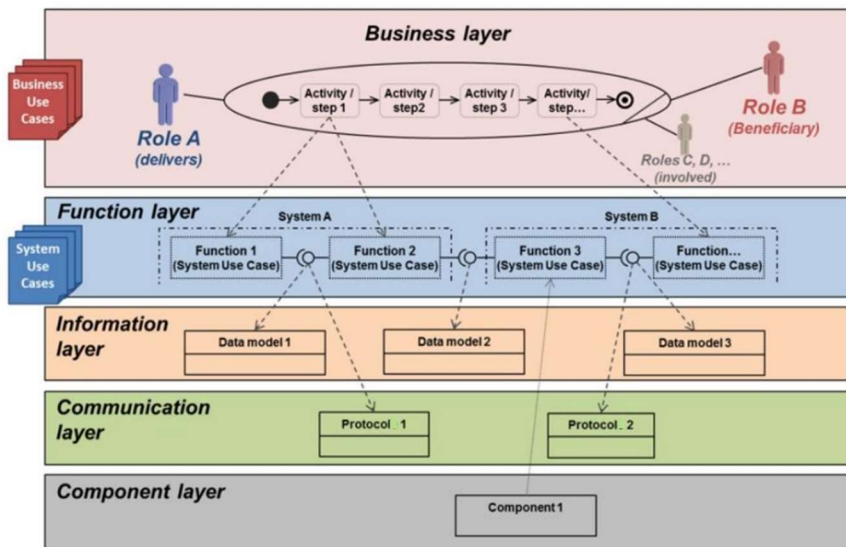 Business layer
Business
Use
Cases
Activity /
step 1
Activity /
step2
Activity /
step 3
Activity/
step...
Role A
(delivers)
Role B
(Beneficiary)
Roles C, D, ...
(involved)
Function layer
System A
System B
System
Use
Cases
Function 1
(System Use Case)
Function 2
(System Use Case)
Function 3
(System Use Case)
Function...
(System Use Case)
Information
layer
Data model 1
Data model 2
Data model 3
Communication
layer
Protocol 1
Protocol 2
Component layer
Component 1